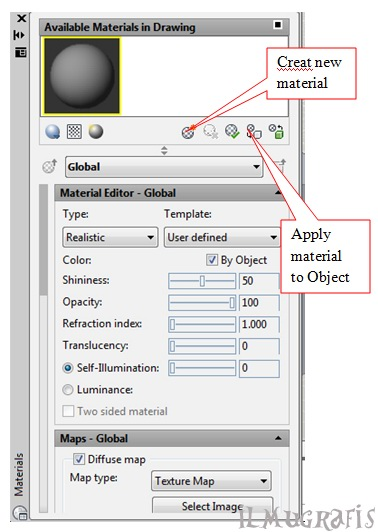 Available Materials in Drawing
Creat new
material
Global
Material Editor - Global
Type:
Template:
Realistic
User defined
Apply
material
to Object
Color:
By Object
Shininess:
50
Opacity:
100
Refraction index:
1.000
Translucency:
0
Self-Illumination:
0
Luminance:
Two sided material
Maps - Global
Diffuse map
Map type:
Texture Map
Select Image
Materials
ILMUGRAFIS